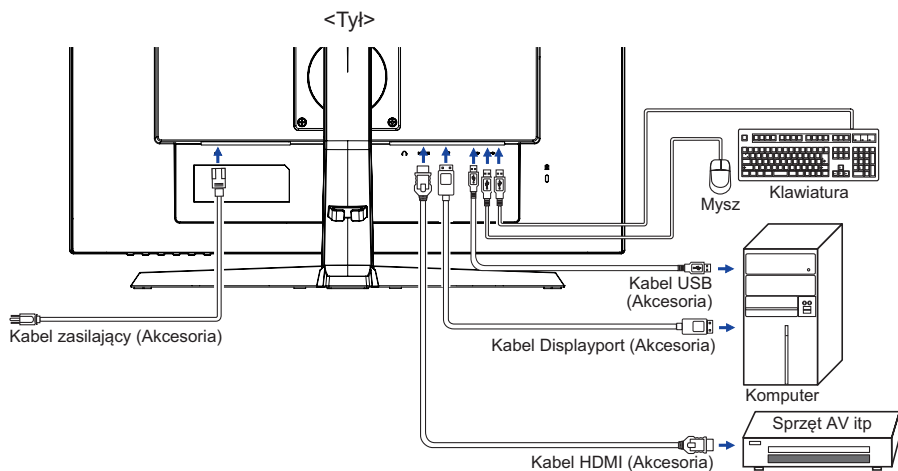 <Tył>
Mysz
Klawiatura
Kabel USB
(Akcesoria)
Kabel zasilający (Akcesoria)
Kabel Displayport (Akcesoria)
Komputer
Sprzęt AV itp
Kabel HDMI (Akcesoria)